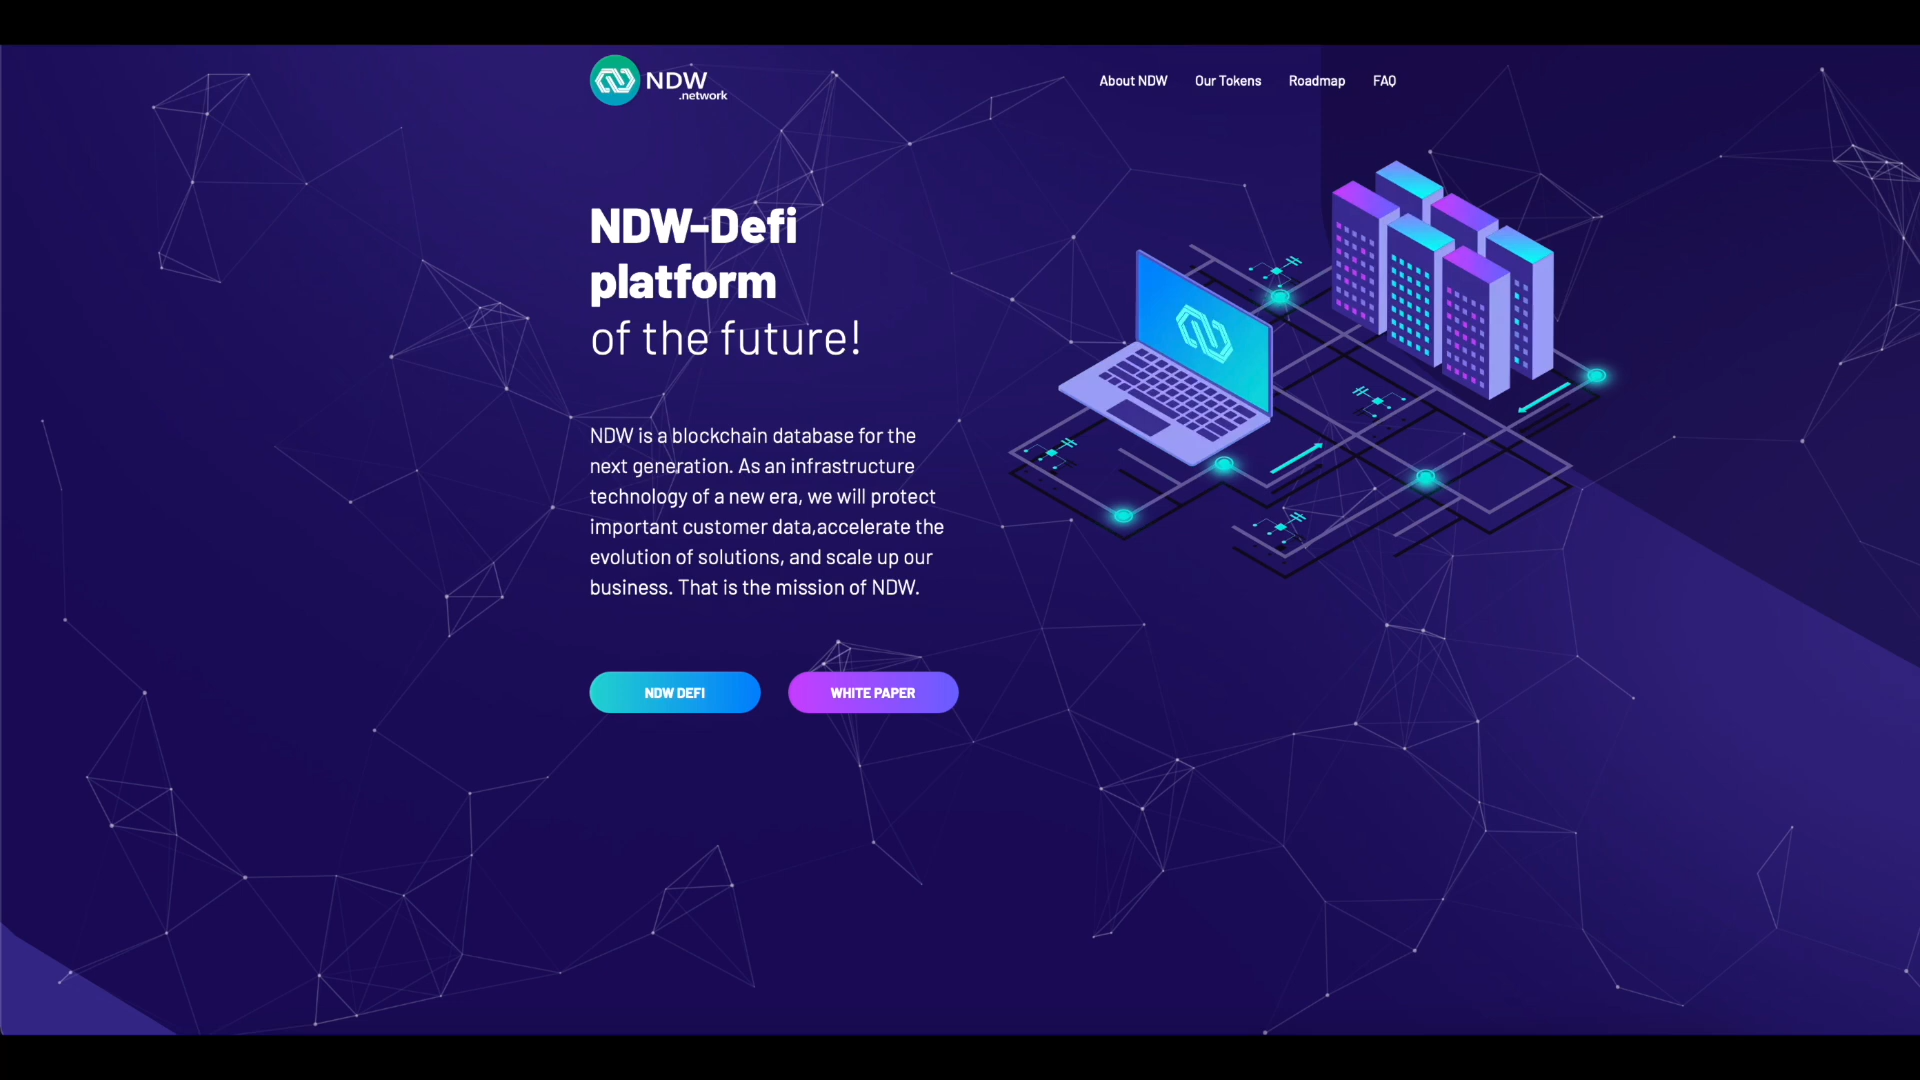 NDW
.network
About NDW
Our Tokens
Roadmap
FAQ
NDW-Defi
platform
of the future!
NDW is a blockchain database for the
next generation. As an infrastructure
technology of a new era, we will protect
important customer data,accelerate the
evolution of solutions, and scale up our
business. That is the mission of NDW.
NDW DEFI
WHITE PAPER